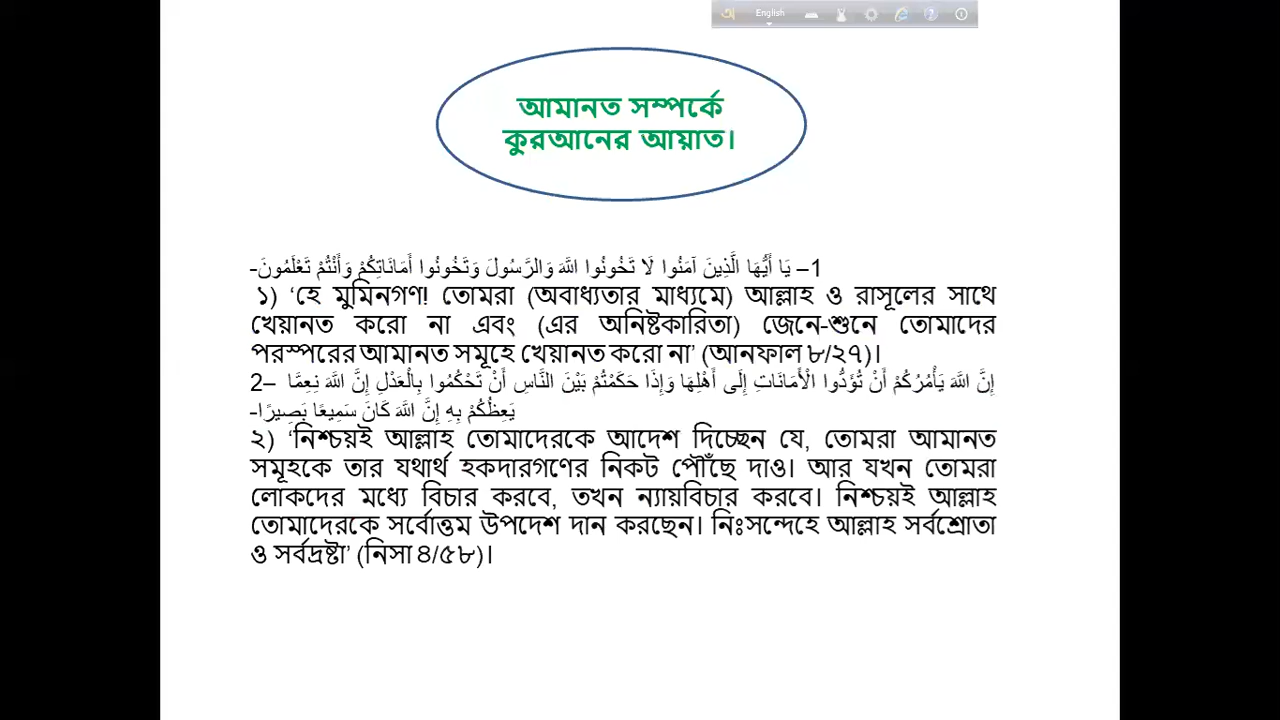 English
আমানত সম্পর্কে
কুরআনের আয়াত।
1– يَا أَيُّهَا الَّذِينَ آمَنُوا لَا تَخُونُوا اللَّهَ وَالرَّسُولَ وَتَخُونُوا أَمَانَاتِكُمْ وَأَنْتُمْ تَعْلَمُونَ-
১) ‘হে মুমিনগণ! তোমরা (অবাধ্যতার মাধ্যমে) আল্লাহ ও রাসূলের সাথে
খেয়ানত করো না এবং (এর অনিষ্টকারিতা) জেনে-শুনে তোমাদের
পরস্পরের আমানত সমূহে খেয়ানত করো না’ (আনফাল ৮/২৭)।
2– إِنَّ اللَّهَ يَأْمُرُكُمْ أَنْ تُؤَدُّوا الْأَمَانَاتِ إِلَى أَهْلِهَا وَإِذَا حَكَمْتُمْ بَيْنَ النَّاسِ أَنْ تَحْكُمُوا بِالْعَدْلِ إِنَّ اللَّهَ نِعِمَّا
يَعِظُكُمْ بِهِ إِنَّ اللَّهَ كَانَ سَمِيعًا بَصِيرًا-
২) ‘নিশ্চয়ই আল্লাহ তোমাদেরকে আদেশ দিচ্ছেন যে, তোমরা আমানত
সমূহকে তার যথার্থ হকদারগণের নিকট পৌঁছে দাও। আর যখন তোমরা
লোকদের মধ্যে বিচার করবে, তখন ন্যায়বিচার করবে। নিশ্চয়ই আল্লাহ
তোমাদেরকে সর্বোত্তম উপদেশ দান করছেন। নিঃসন্দেহে আল্লাহ সর্বশ্রোতা
ও সর্বদ্রষ্টা’ (নিসা ৪/৫৮)।